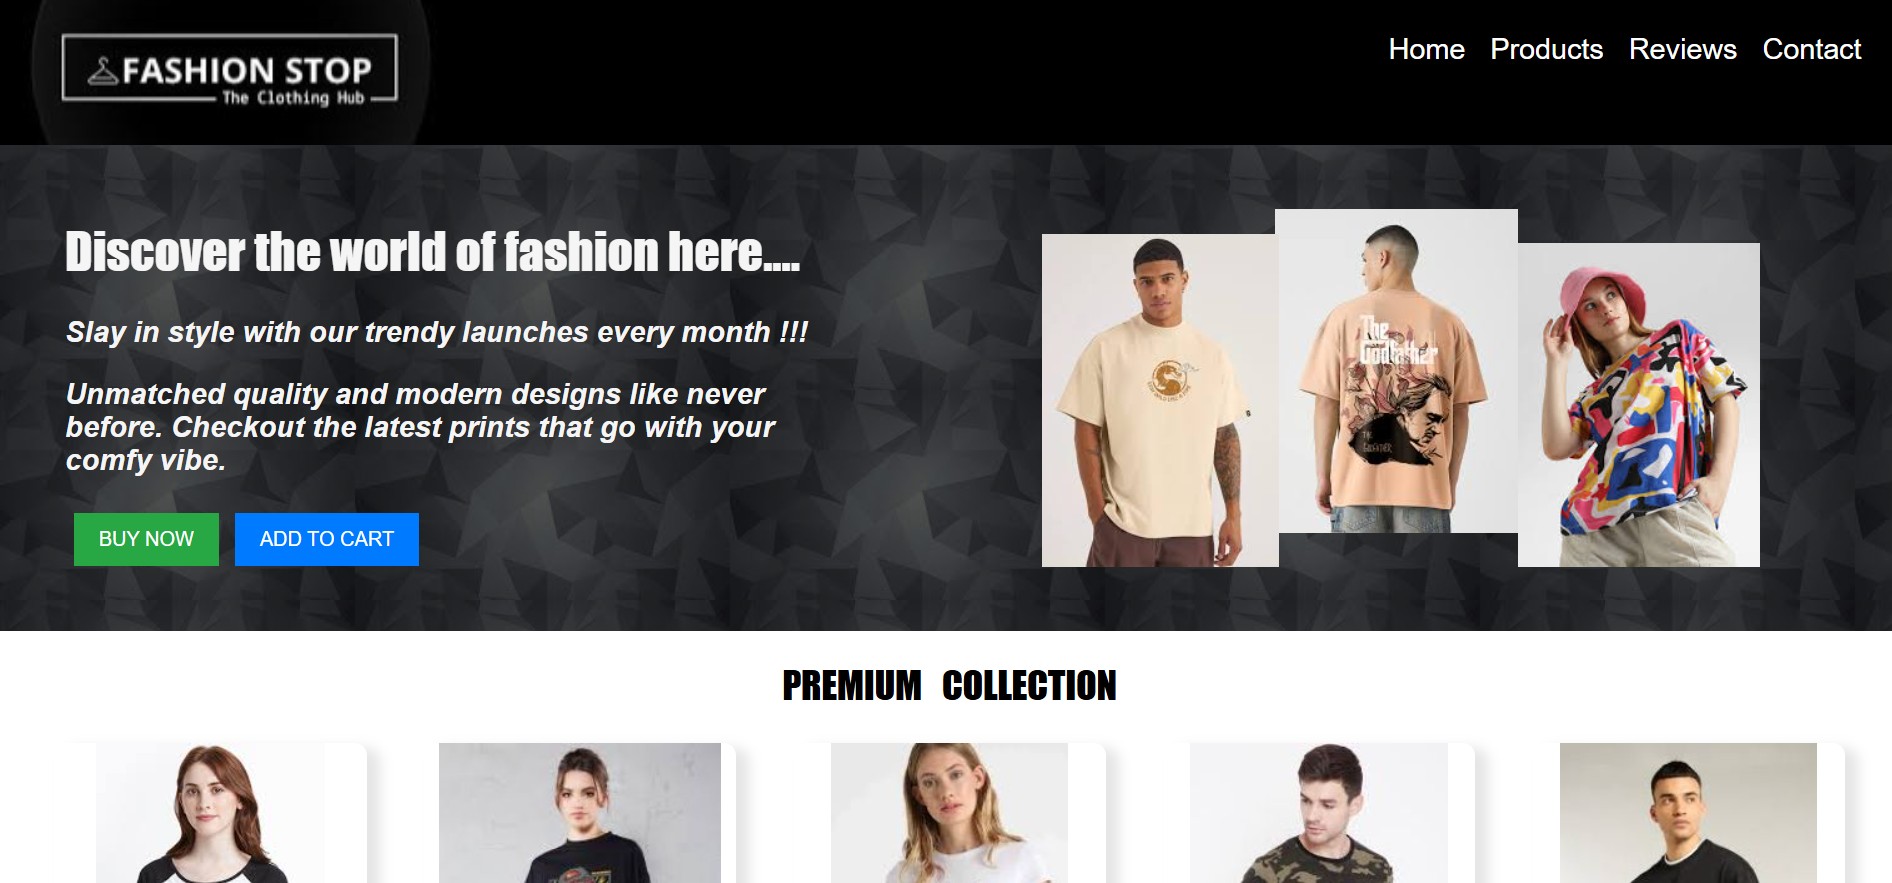 FASHION STOP
The Clothing Hub
Home Products Reviews Contact
Discover the world of fashion here....
Slay in style with our trendy launches every month !!!
Unmatched quality and modern designs like never
before. Checkout the latest prints that go with your
comfy vibe.
BUY NOW ADD TO CART
The
Godfather
THE
GODFATHER
PREMIUM COLLECTION